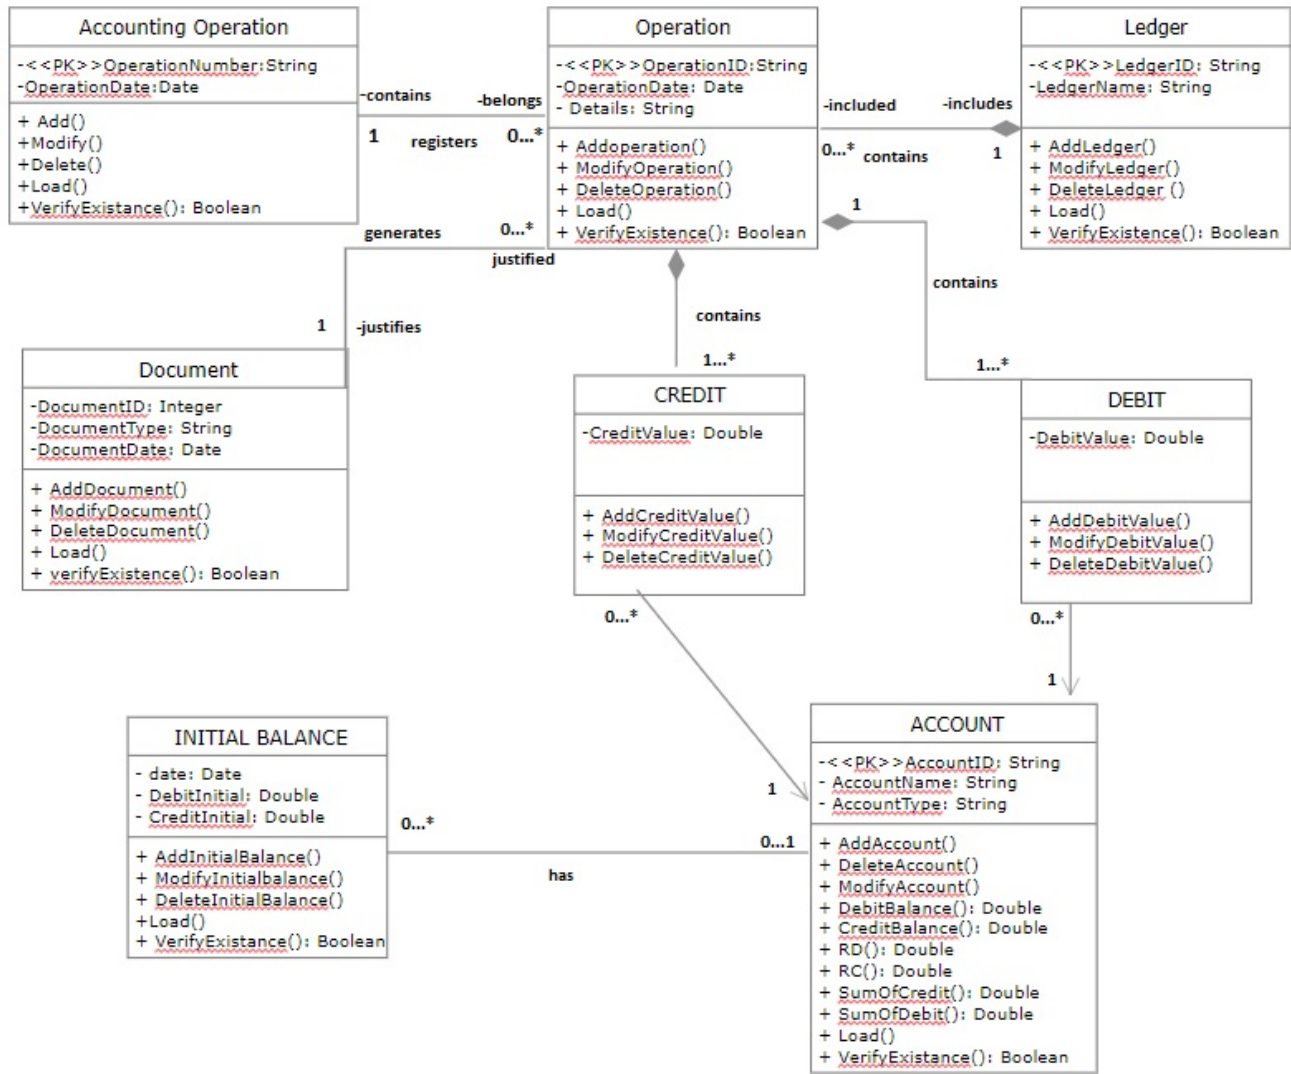 Accounting Operation
-<<PK>>OperationNumber:String
-OperationDate:Date
+ Add()
+Modify()
+Delete()
+Load()
+VerifyExistance(): Boolean
-contains
-belongs
1
registers
0...*
Operation
-<<PK>>OperationID:String
-OperationDate: Date
- Details: String
+ Addoperation()
+ ModifyOperation()
+ DeleteOperation()
+ Load()
+ VerifyExistence(): Boolean
-included
-includes
0...*
contains
1
Ledger
-<<PK>>LedgerID: String
-LedgerName: String
+ AddLedger()
+ ModifyLedger()
+ DeleteLedger ()
+ Load()
+ VerifyExistence(): Boolean
generates
0...*
justified
1
-justifies
1
contains
1...*
contains
1...*
Document
-DocumentID: Integer
-DocumentType: String
-DocumentDate: Date
+ AddDocument()
+ ModifyDocument()
+ DeleteDocument()
+ Load()
+ verifyExistence(): Boolean
CREDIT
-CreditValue: Double
+ AddCreditValue()
+ ModifyCreditValue()
+ DeleteCreditValue()
DEBIT
-DebitValue: Double
+ AddDebitValue()
+ ModifyDebitValue()
+ DeleteDebitValue()
0...*
1
0...*
1
INITIAL BALANCE
- date: Date
- DebitInitial: Double
- CreditInitial: Double
+ AddInitialBalance()
+ ModifyInitialbalance()
+ DeleteInitialBalance()
+Load()
+ VerifyExistance(): Boolean
0...*
0...1
has
ACCOUNT
-<<PK>>AccountID: String
- AccountName: String
- AccountType: String
+ AddAccount()
+ DeleteAccount()
+ ModifyAccount()
+ DebitBalance(): Double
+ CreditBalance(): Double
+ RD(): Double
+ RC(): Double
+ SumOfCredit(): Double
+ SumOfDebit(): Double
+ Load()
+ VerifyExistance(): Boolean